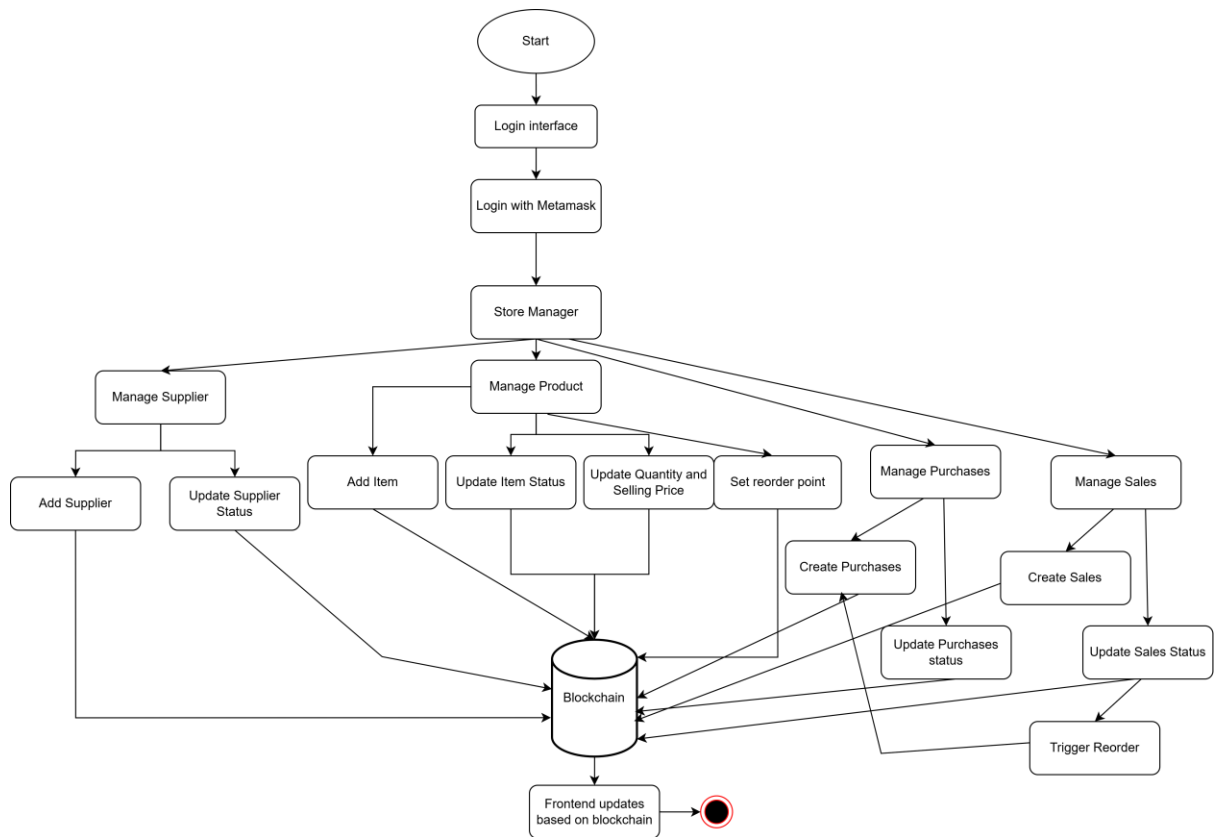 Start
Login interface
Login with Metamask
Store Manager
Manage Supplier
Manage Product
Manage Purchases
Manage Sales
Add Supplier
Update Supplier
Status
Add Item
Update Item Status
Update Quantity and
Selling Price
Set reorder point
Create Purchases
Create Sales
Update Purchases
status
Update Sales Status
Blockchain
Trigger Reorder
Frontend updates
based on blockchain